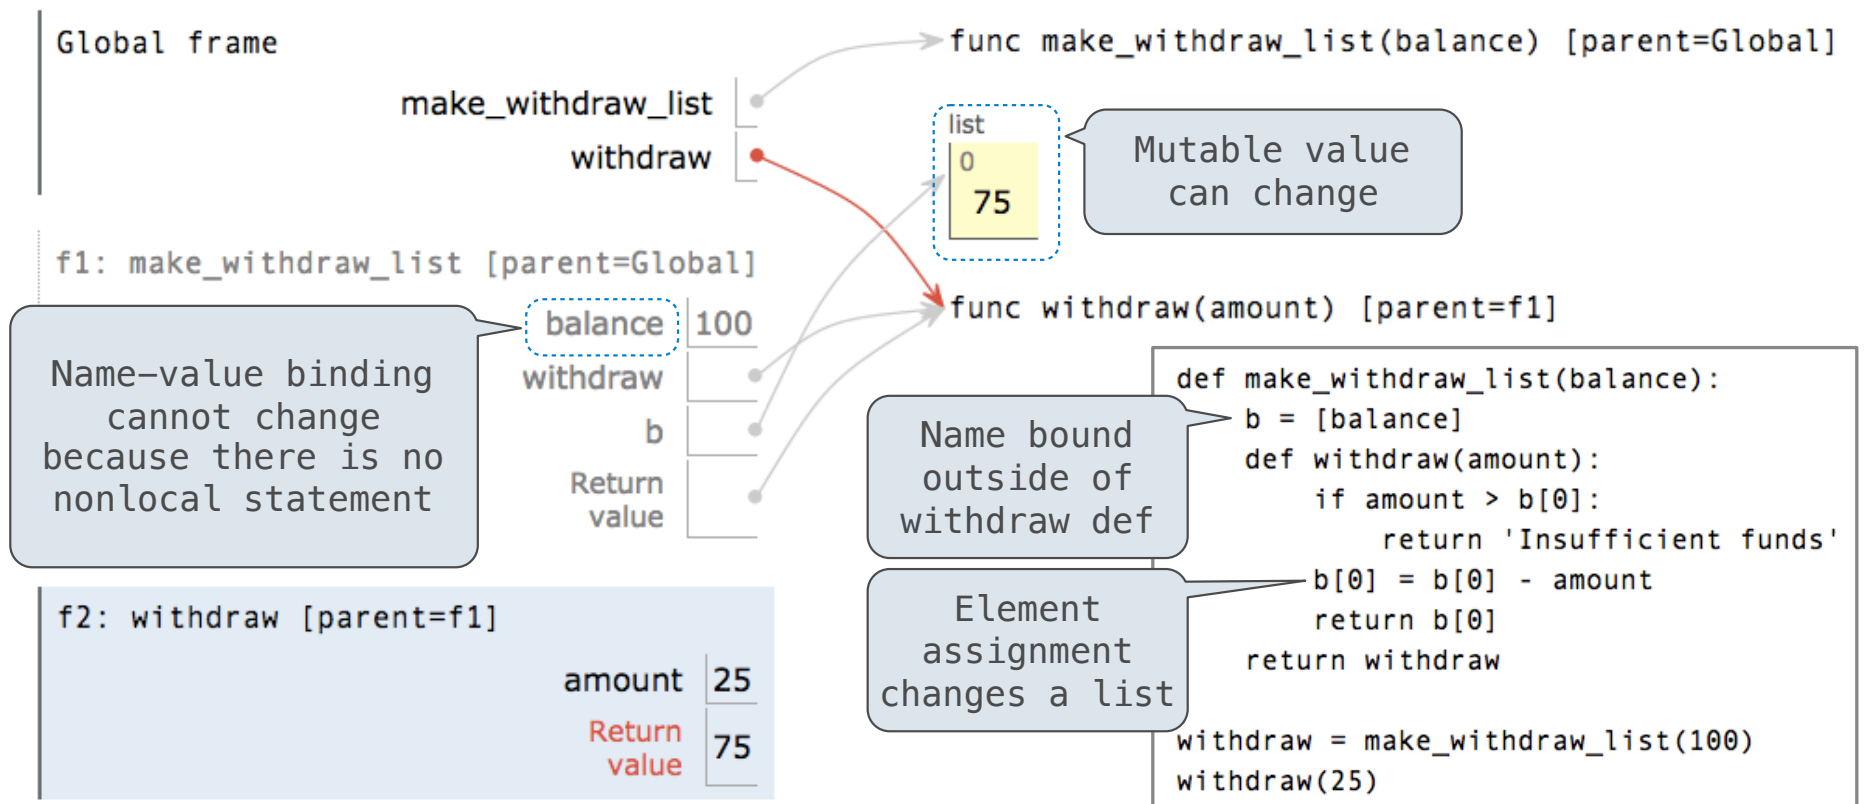 Global frame
make_withdraw_list
withdraw
func make_withdraw_list(balance) [parent=Global]
list
0
75
Mutable value
can change
f1: make_withdraw_list [parent=Global]
balance 100
withdraw
b
Return
value
func withdraw(amount) [parent=f1]
Name–value binding
cannot change
because there is no
nonlocal statement
f2: withdraw [parent=f1]
amount 25
Return
value 75
Name bound
outside of
withdraw def
Element
assignment
changes a list
def make_withdraw_list(balance):
    b = [balance]
    def withdraw(amount):
        if amount > b[0]:
            return 'Insufficient funds'
        b[0] = b[0] - amount
        return b[0]
    return withdraw
withdraw = make_withdraw_list(100)
withdraw(25)